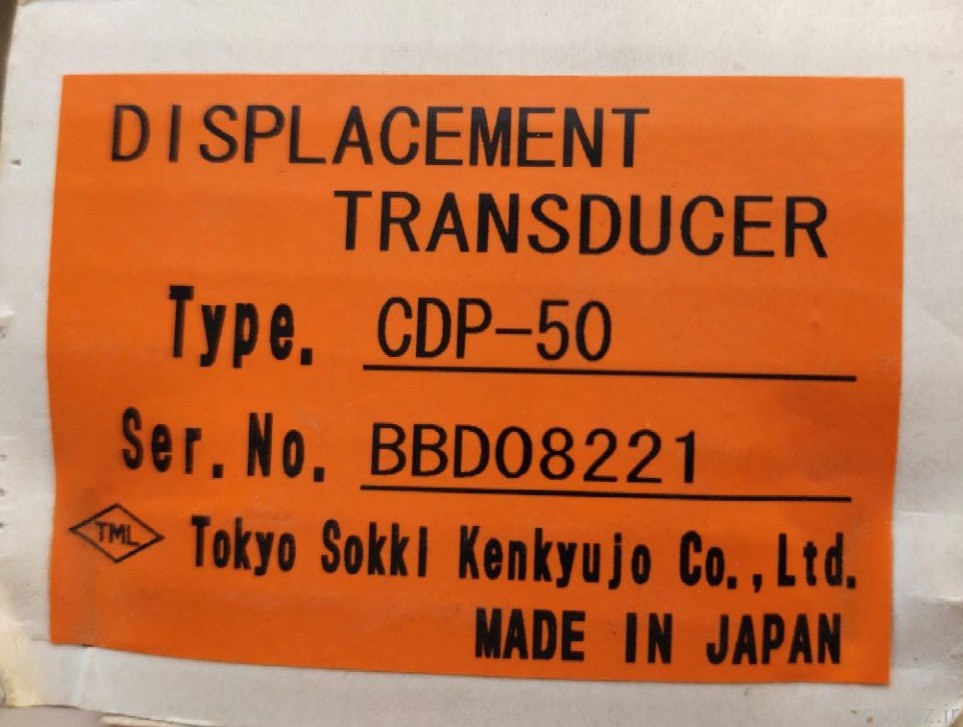 DISPLACEMENT
TRANSDUCER
Type. CDP-50
Ser.No. BBD08221
TML Tokyo Sokki Kenkyujo Co.,Ltd.
MADE IN JAPAN